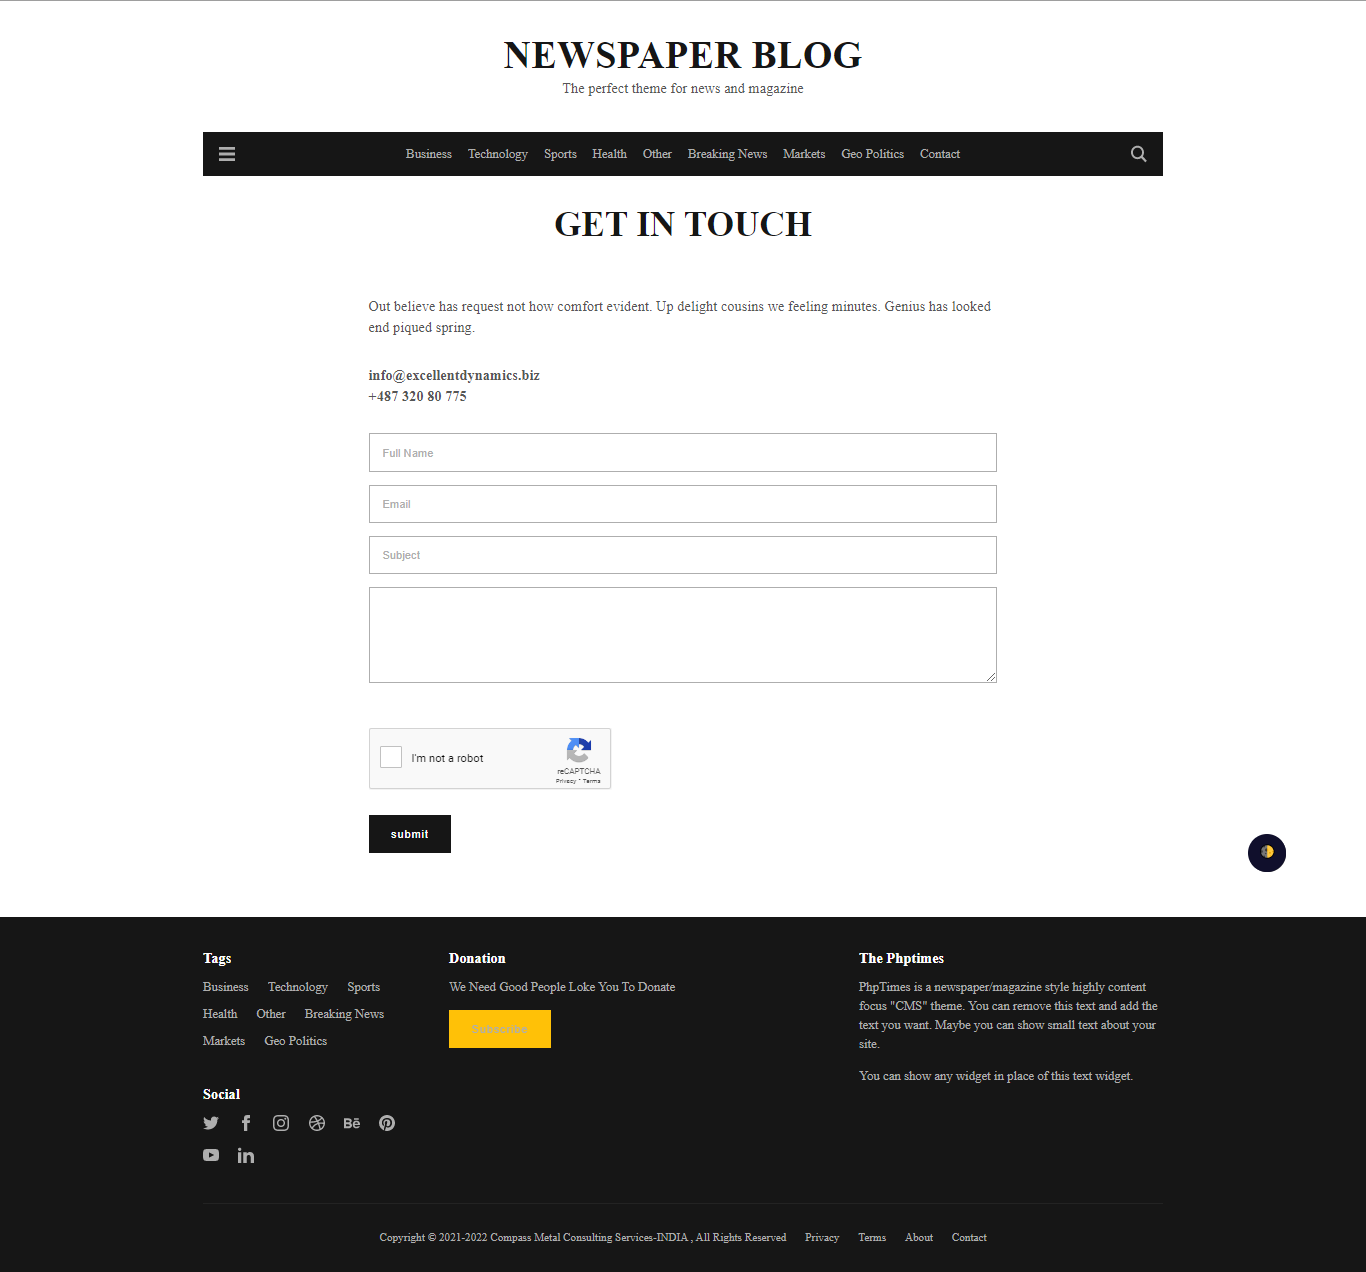 NEWSPAPER BLOG
The perfect theme for news and magazine
Business Technology Sports Health Other Breaking News Markets Geo Politics Contact
GET IN TOUCH
Out believe has request not how comfort evident. Up delight cousins we feeling minutes. Genius has looked
end piqued spring.
info@excellentdynamics.biz
+487 320 80 775
Full Name
Email
Subject
I'm not a robot
reCAPTCHA
Privacy - Terms
submit
Tags
Business Technology Sports
Health Other Breaking News
Markets Geo Politics
Social
Donation
We Need Good People Loke You To Donate
Subscribe
The Phptimes
PhpTimes is a newspaper/magazine style highly content
focus "CMS" theme. You can remove this text and add the
text you want. Maybe you can show small text about your
site.
You can show any widget in place of this text widget.
Copyright © 2021-2022 Compass Metal Consulting Services-INDIA , All Rights Reserved Privacy Terms About Contact